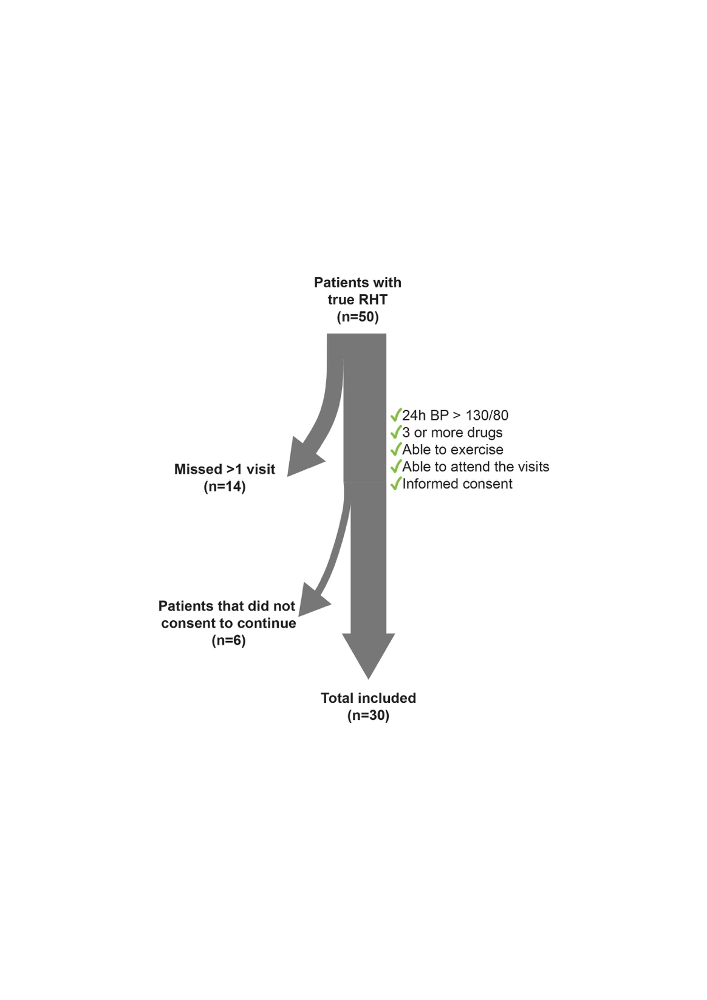 Patients with
true RHT
(n=50)
24h BP > 130/80
3 or more drugs
Able to exercise
Able to attend the visits
Informed consent
Missed >1 visit
(n=14)
Patients that did not
consent to continue
(n=6)
Total included
(n=30)